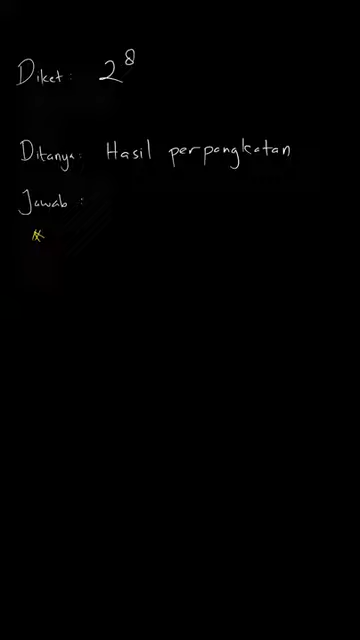 Diket : 2⁸
Ditanya : Hasil perpangkatan
Jawab :
*